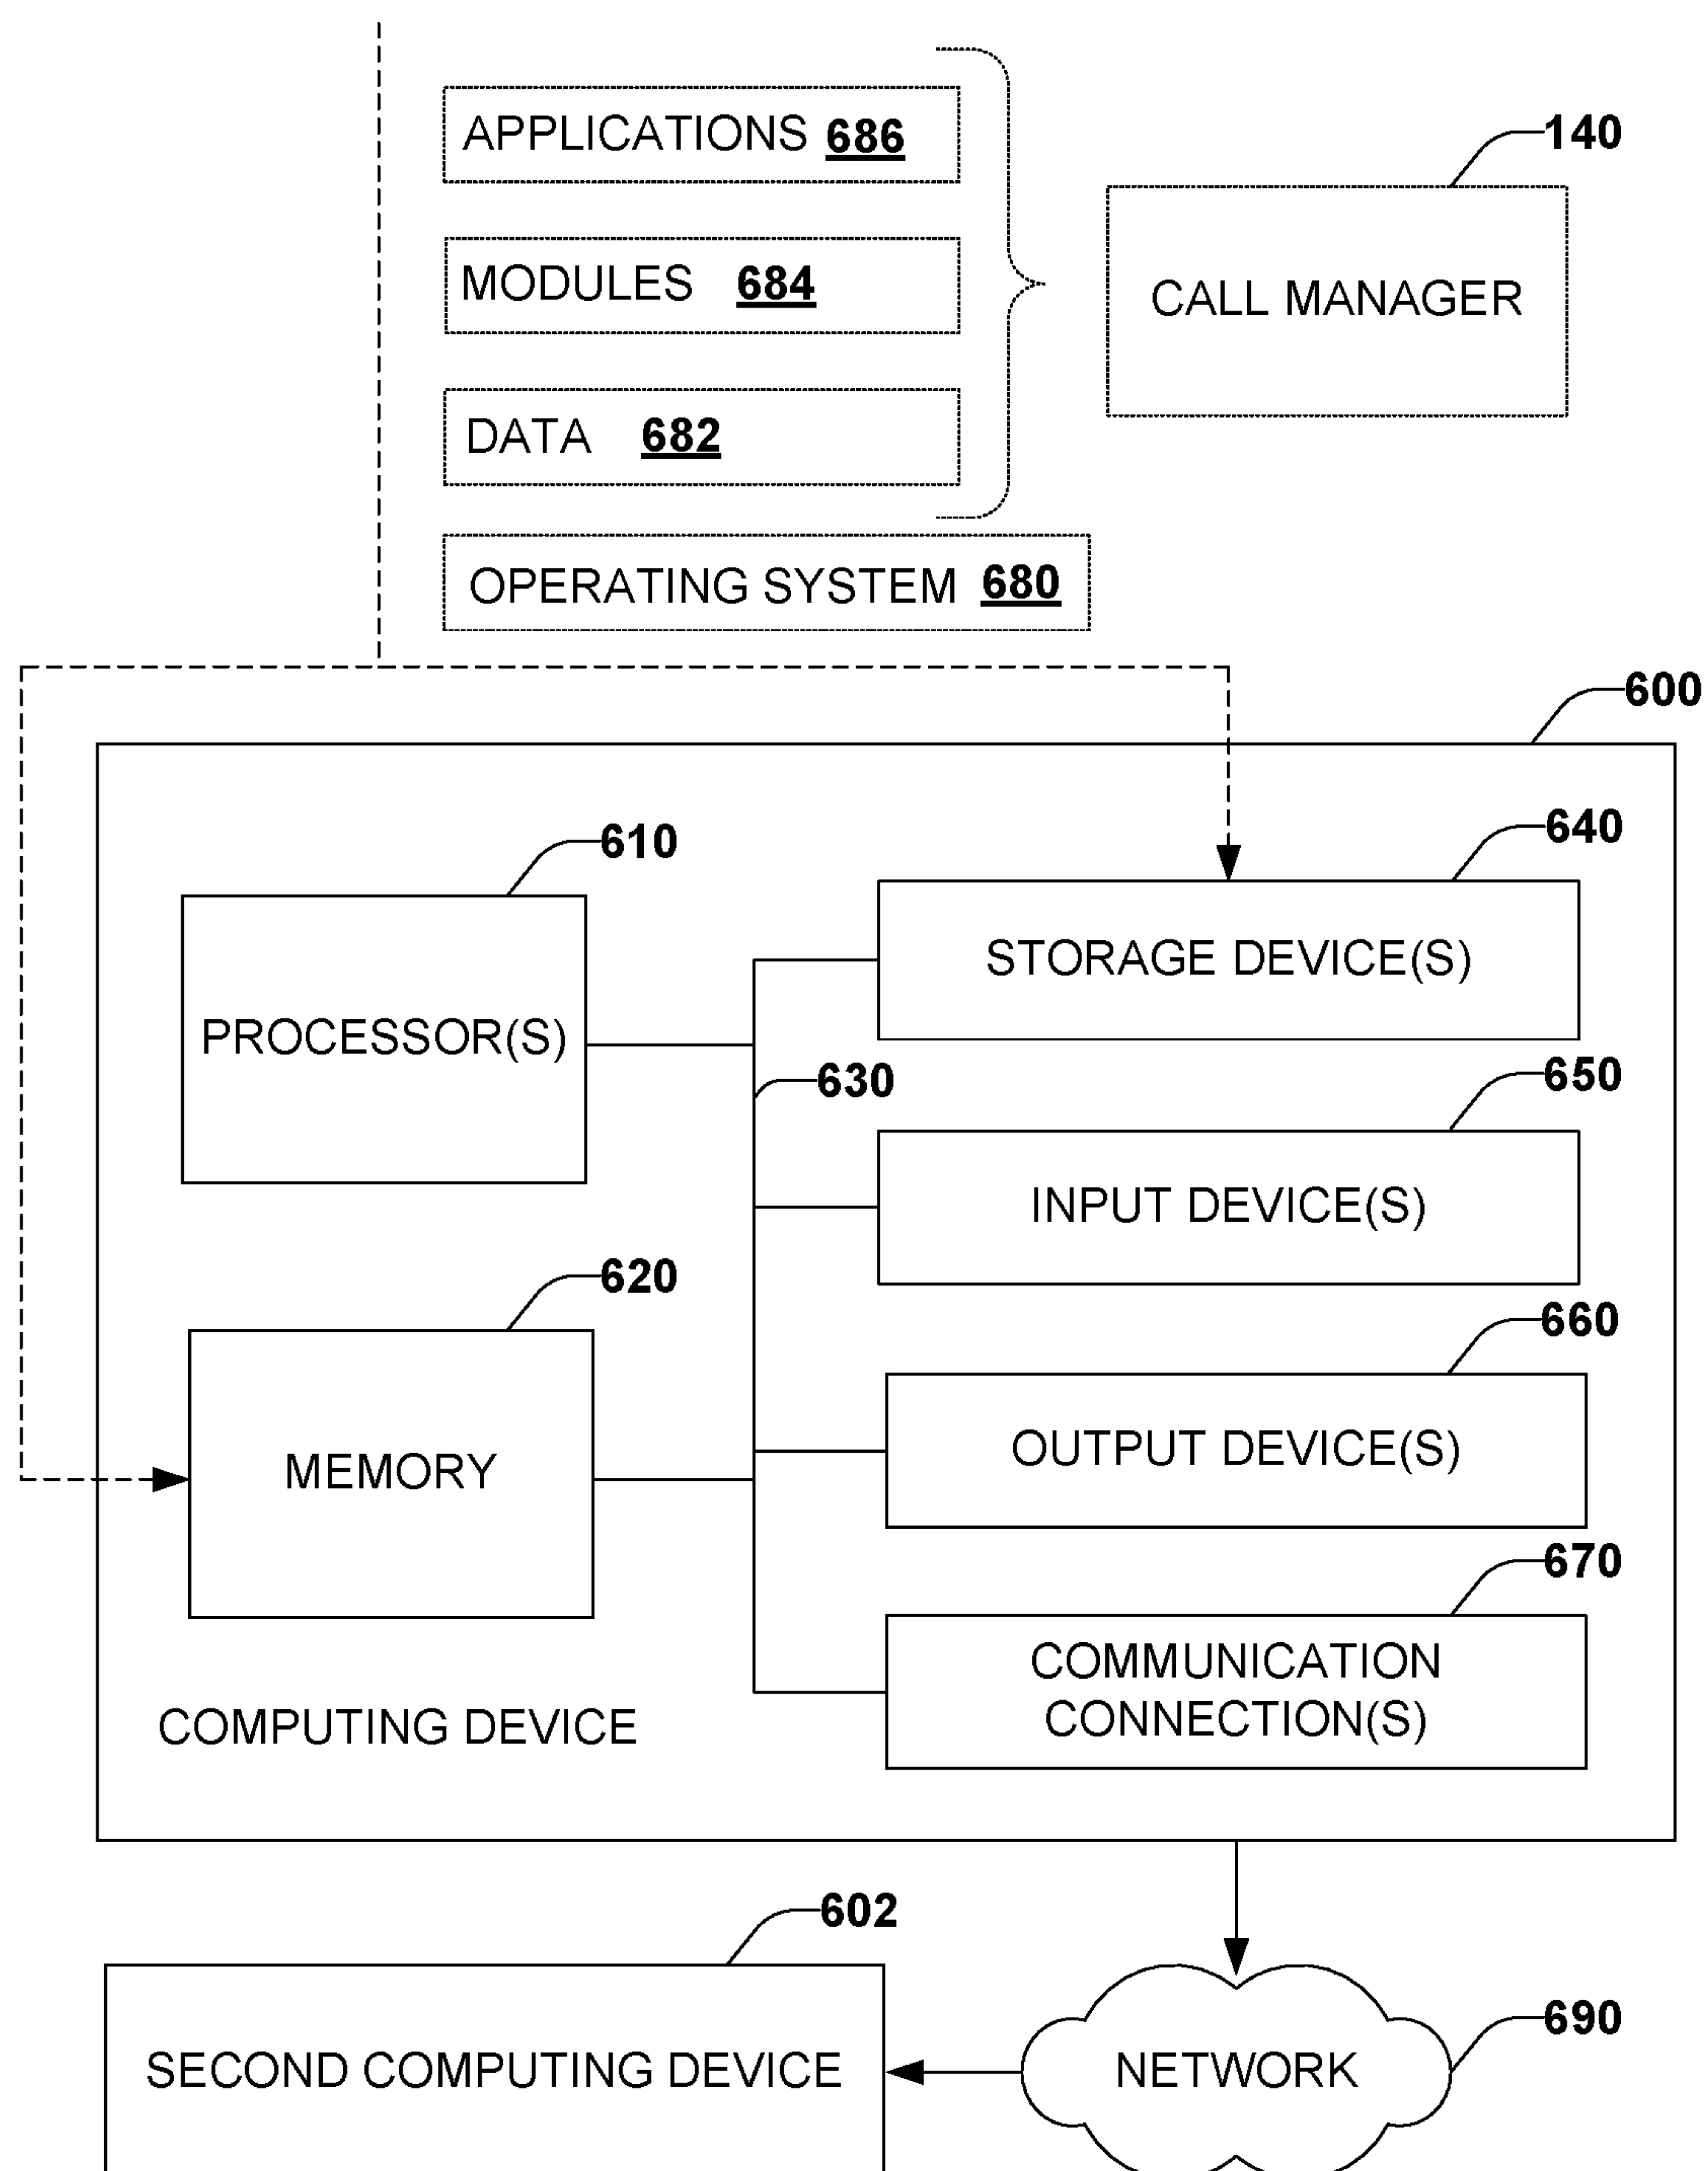 APPLICATIONS 686
140
MODULES 684
CALL MANAGER
DATA 682
OPERATING SYSTEM 680
600
610
640
PROCESSOR(S)
STORAGE DEVICE(S)
630
650
INPUT DEVICE(S)
620
660
MEMORY
OUTPUT DEVICE(S)
670
COMMUNICATION
CONNECTION(S)
COMPUTING DEVICE
602
690
SECOND COMPUTING DEVICE
NETWORK